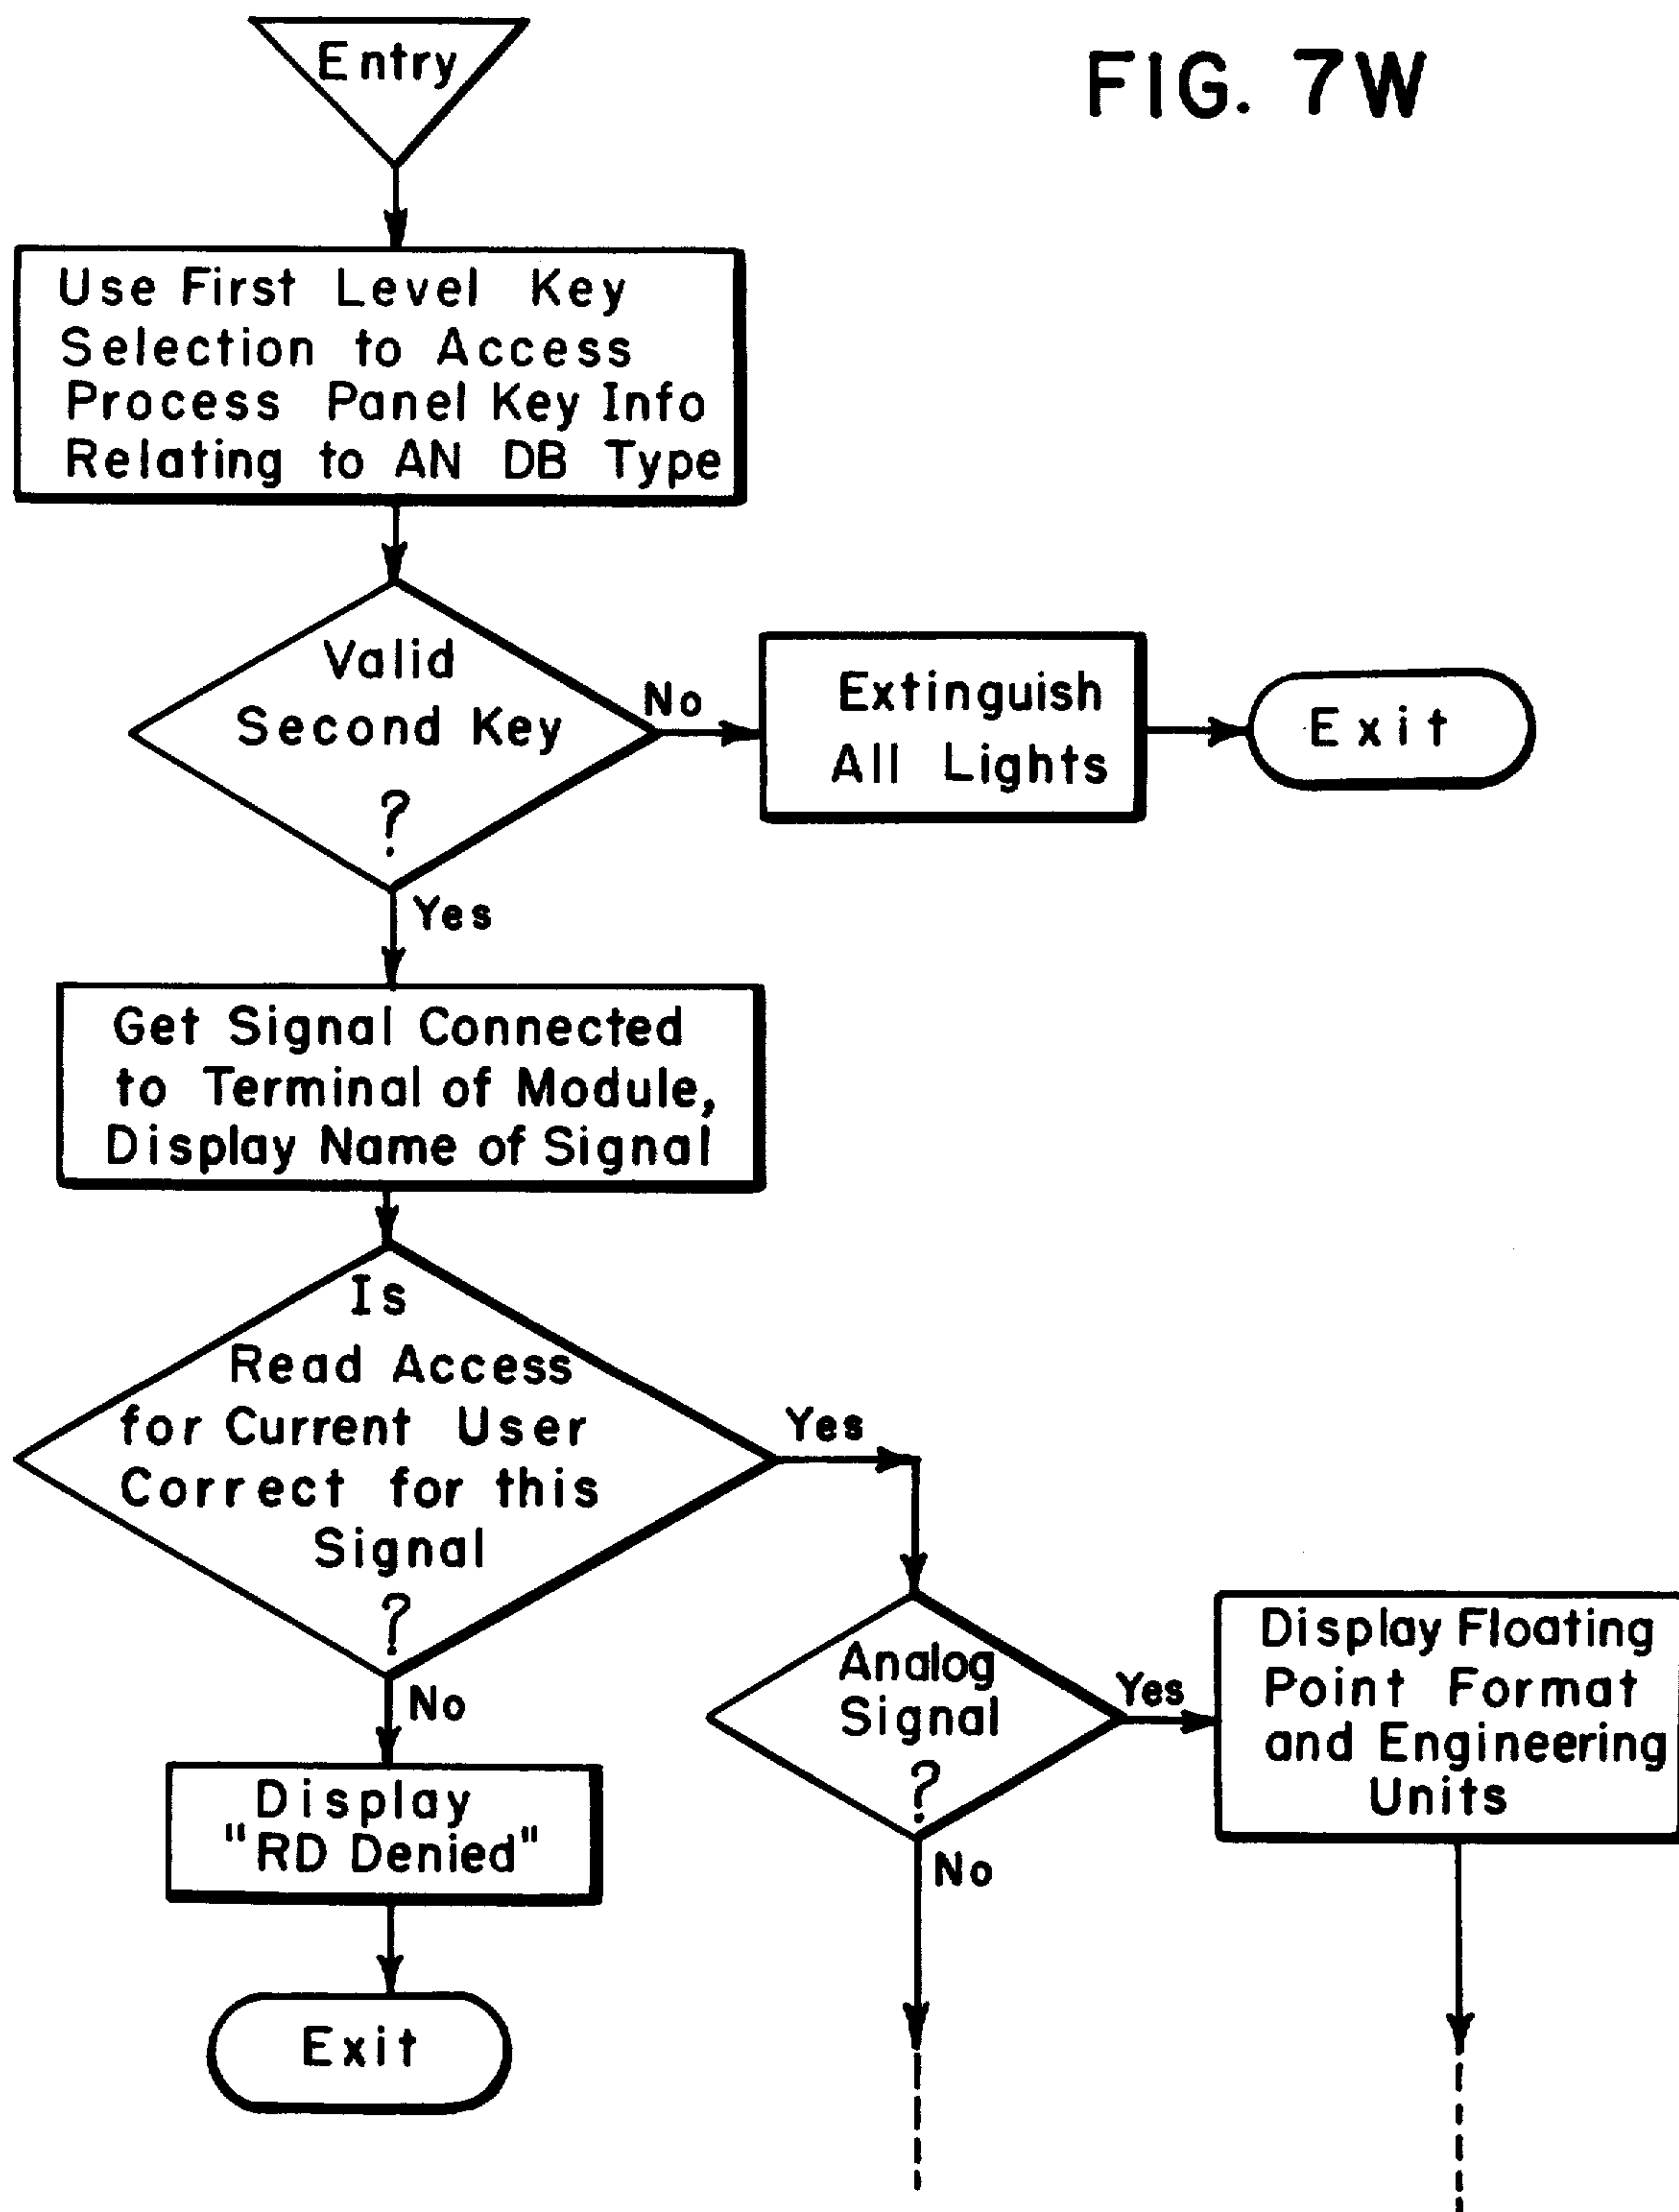 FIG. 7W
Entry
Use First Level Key
Selection to Access
Process Panel Key Info
Relating to AN DB Type
Valid
Second Key
?
No
Extinguish
All Lights
Exit
Yes
Get Signal Connected
to Terminal of Module,
Display Name of Signal
Is
Read Access
for Current User
Correct for this
Signal
?
Yes
No
Display
"RD Denied"
Exit
Analog
Signal
?
Yes
Display Floating
Point Format
and Engineering
Units
No